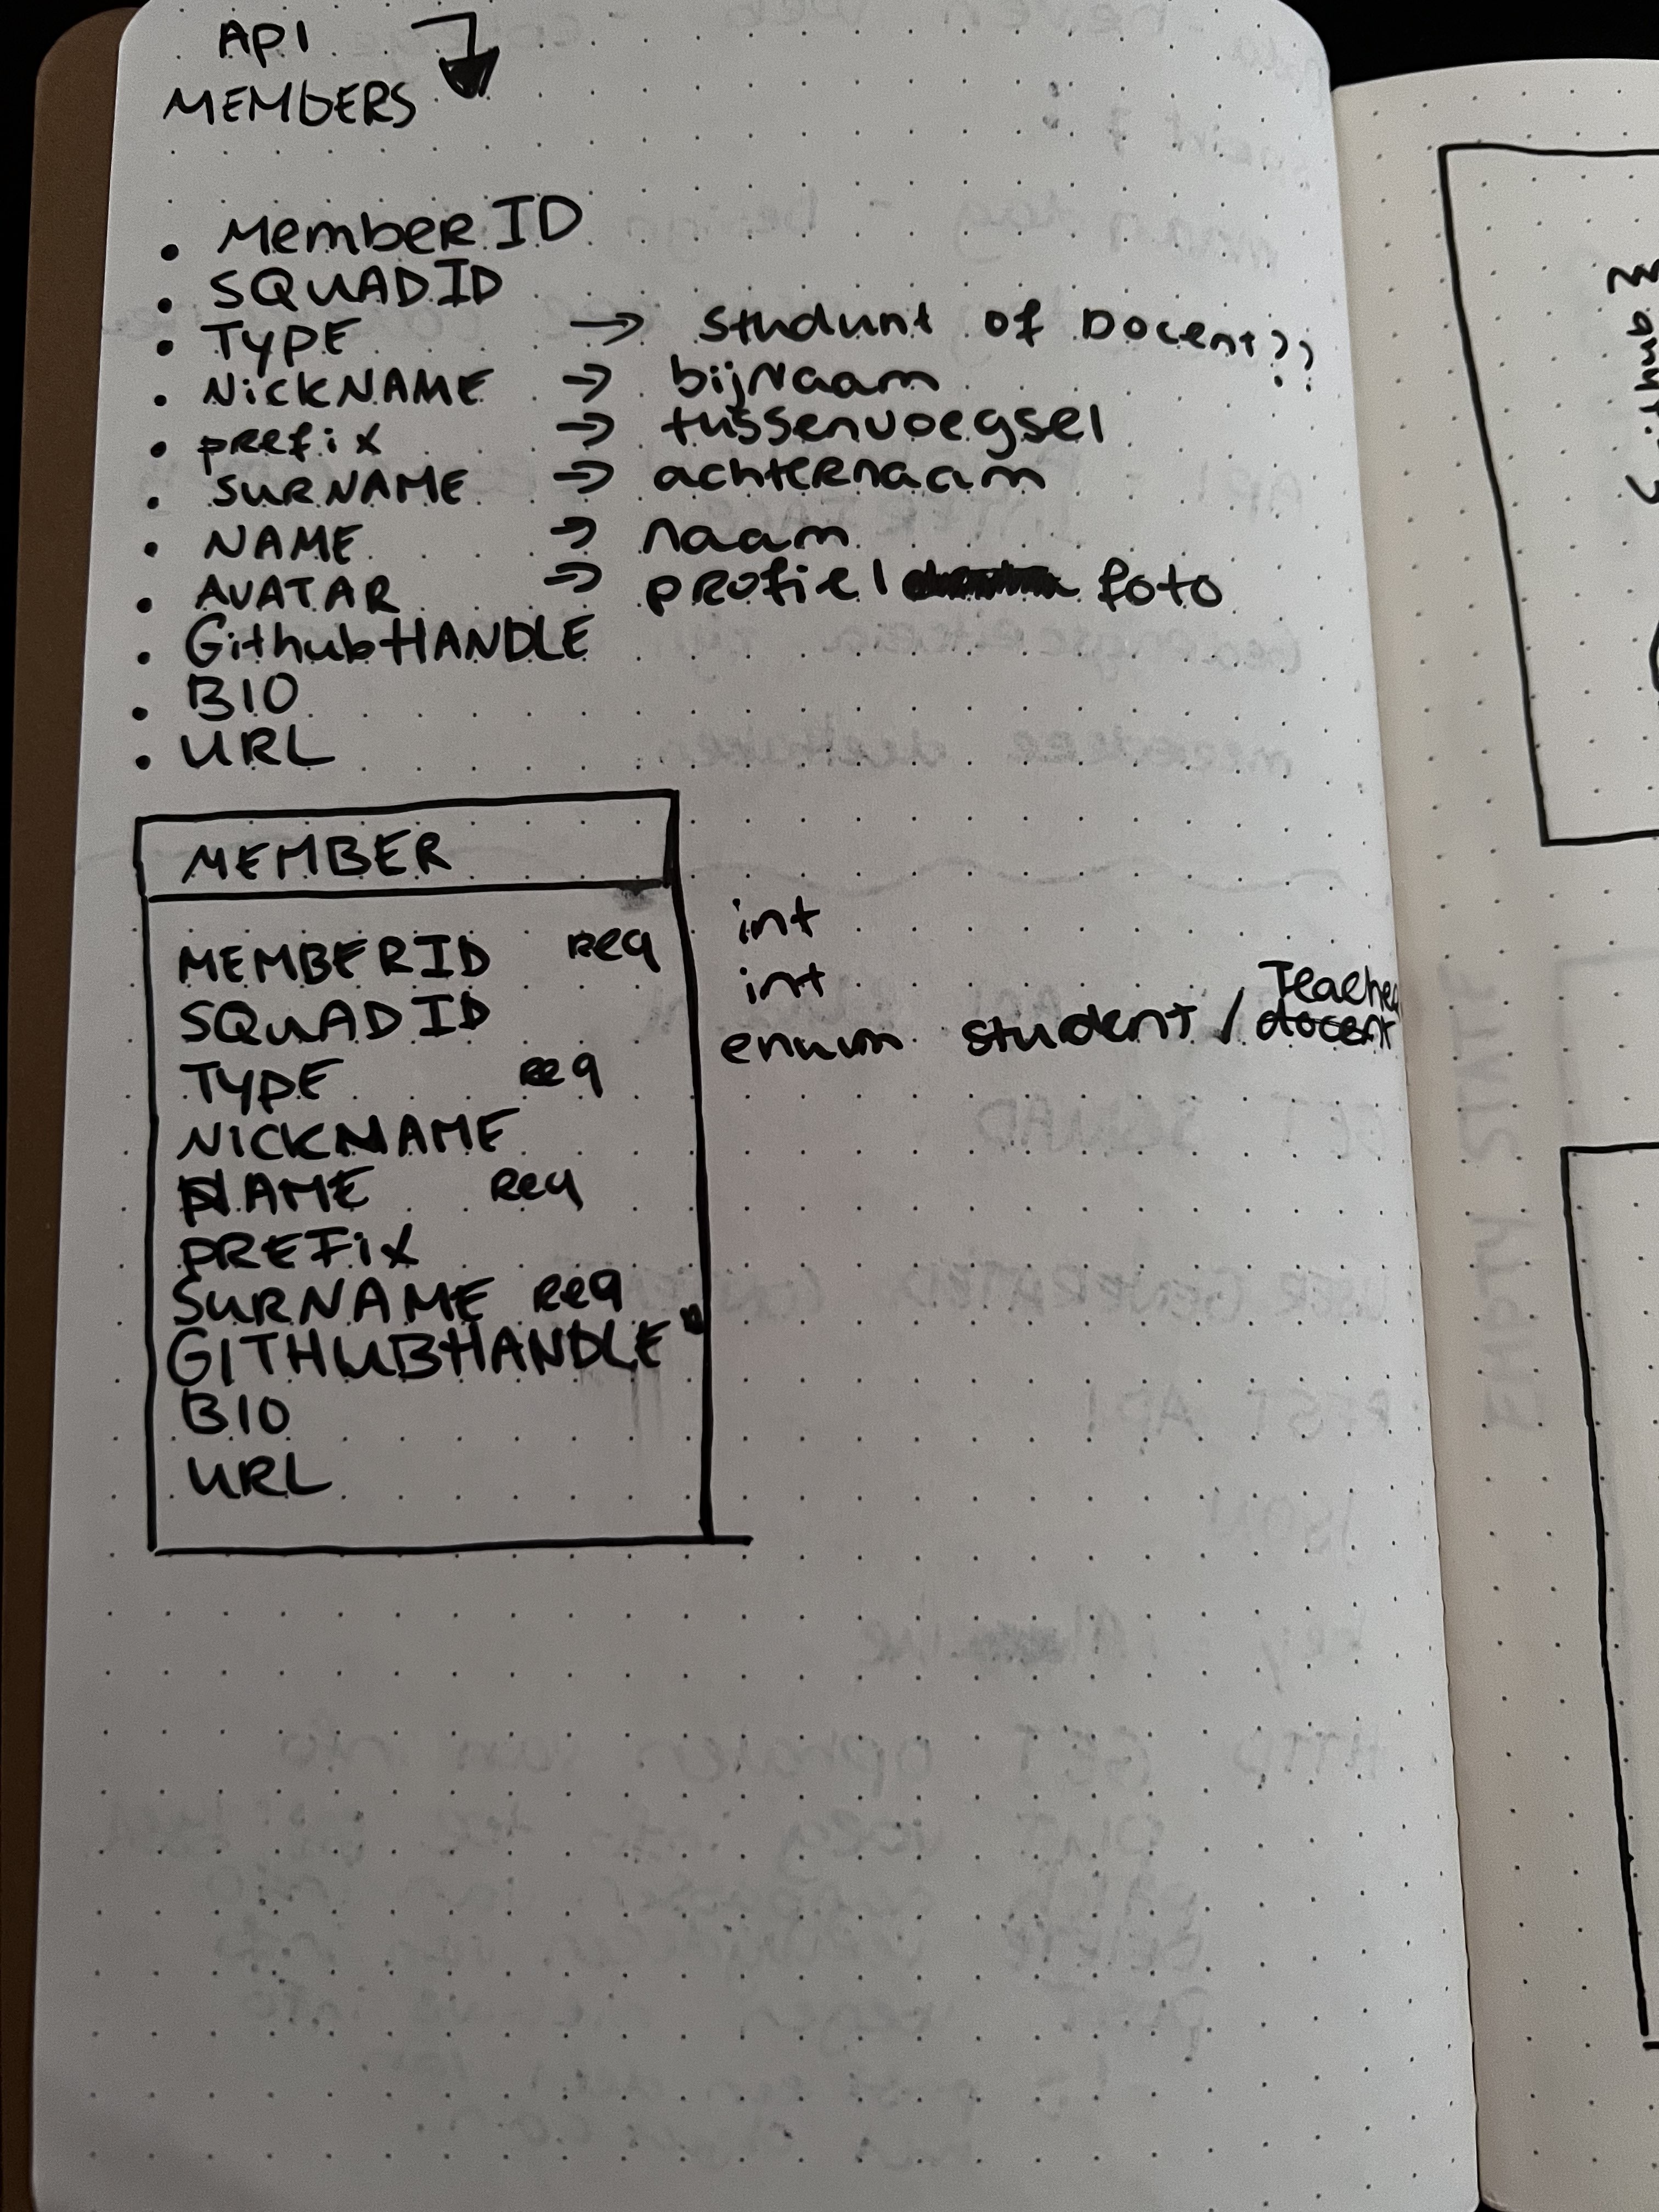 API
MEMBERS
• MemberID
• SQUADID
• TYPE → studunt of Docent??
• NICKNAME → bijnaam
• prefix → tussenvoegsel
• SURNAME → achternaam
• NAME → naam
• AVATAR → profiel foto
• GithubHANDLE
• BIO
• URL
MEMBER
MEMBERID req int
SQUADID int
TYPE req enum student / docent Teacher
NICKNAME
NAME req
PREFIX
SURNAME req
GITHUBHANDLE
BIO
URL